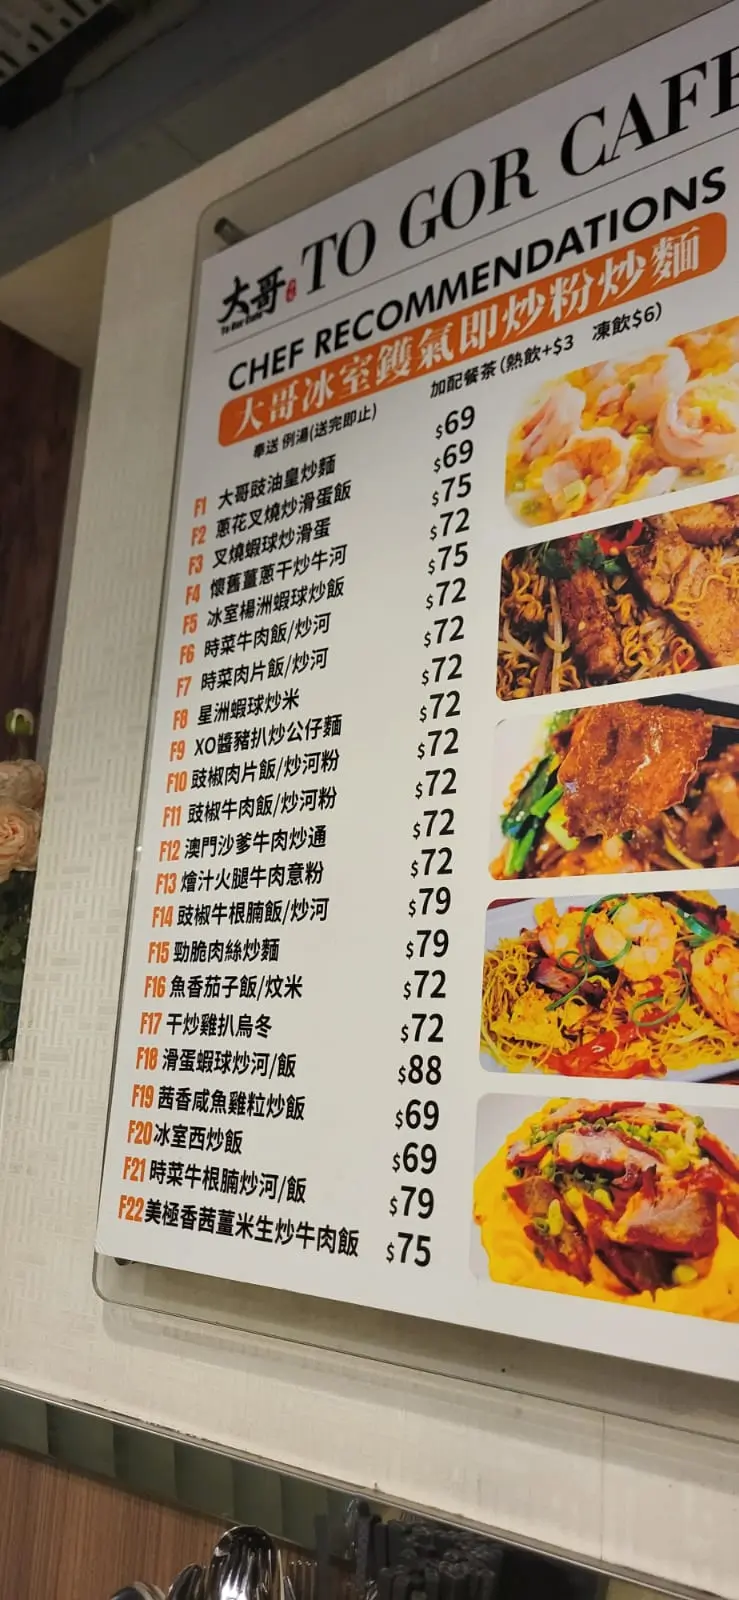 大哥 TO GOR CAFE
To Gor Cafe
CHEF RECOMMENDATIONS
大哥冰室鑊氣即炒粉炒麵
奉送 例湯(送完即止) 加配餐茶(熱飲+$3 凍飲$6)
F1 大哥豉油皇炒麵 $69
F2 蔥花叉燒炒滑蛋飯 $69
F3 叉燒蝦球炒滑蛋 $75
F4 懷舊薑蔥干炒牛河 $72
F5 冰室楊洲蝦球炒飯 $75
F6 時菜牛肉飯/炒河 $72
F7 時菜肉片飯/炒河 $72
F8 星洲蝦球炒米 $72
F9 XO醬豬扒炒公仔麵 $72
F10 豉椒肉片飯/炒河粉 $72
F11 豉椒牛肉飯/炒河粉 $72
F12 澳門沙爹牛肉炒通 $72
F13 燴汁火腿牛肉意粉 $72
F14 豉椒牛根腩飯/炒河 $79
F15 勁脆肉絲炒麵 $79
F16 魚香茄子飯/炆米 $72
F17 干炒雞扒烏冬 $72
F18 滑蛋蝦球炒河/飯 $88
F19 茜香咸魚雞粒炒飯 $69
F20 冰室西炒飯 $69
F21 時菜牛根腩炒河/飯 $79
F22 美極香茜薑米生炒牛肉飯 $75